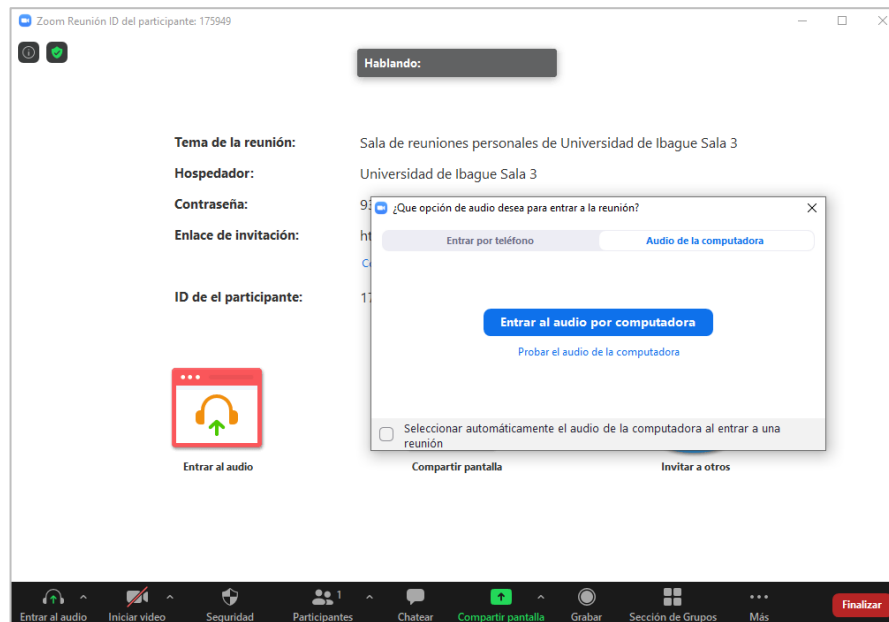 Zoom Reunión ID del participante: 175949
Hablando:
Tema de la reunión: Sala de reuniones personales de Universidad de Ibague Sala 3
Hospedador: Universidad de Ibague Sala 3
Contraseña: 93
Enlace de invitación: ht
ID de el participante: 17
¿Que opción de audio desea para entrar a la reunión?
Entrar por teléfono Audio de la computadora
Entrar al audio por computadora
Probar el audio de la computadora
Seleccionar automáticamente el audio de la computadora al entrar a una
reunión
Entrar al audio Compartir pantalla Invitar a otros
1
Entrar al audio Iniciar video Seguridad Participantes Chatear Compartir pantalla Grabar Sección de Grupos Más Finalizar